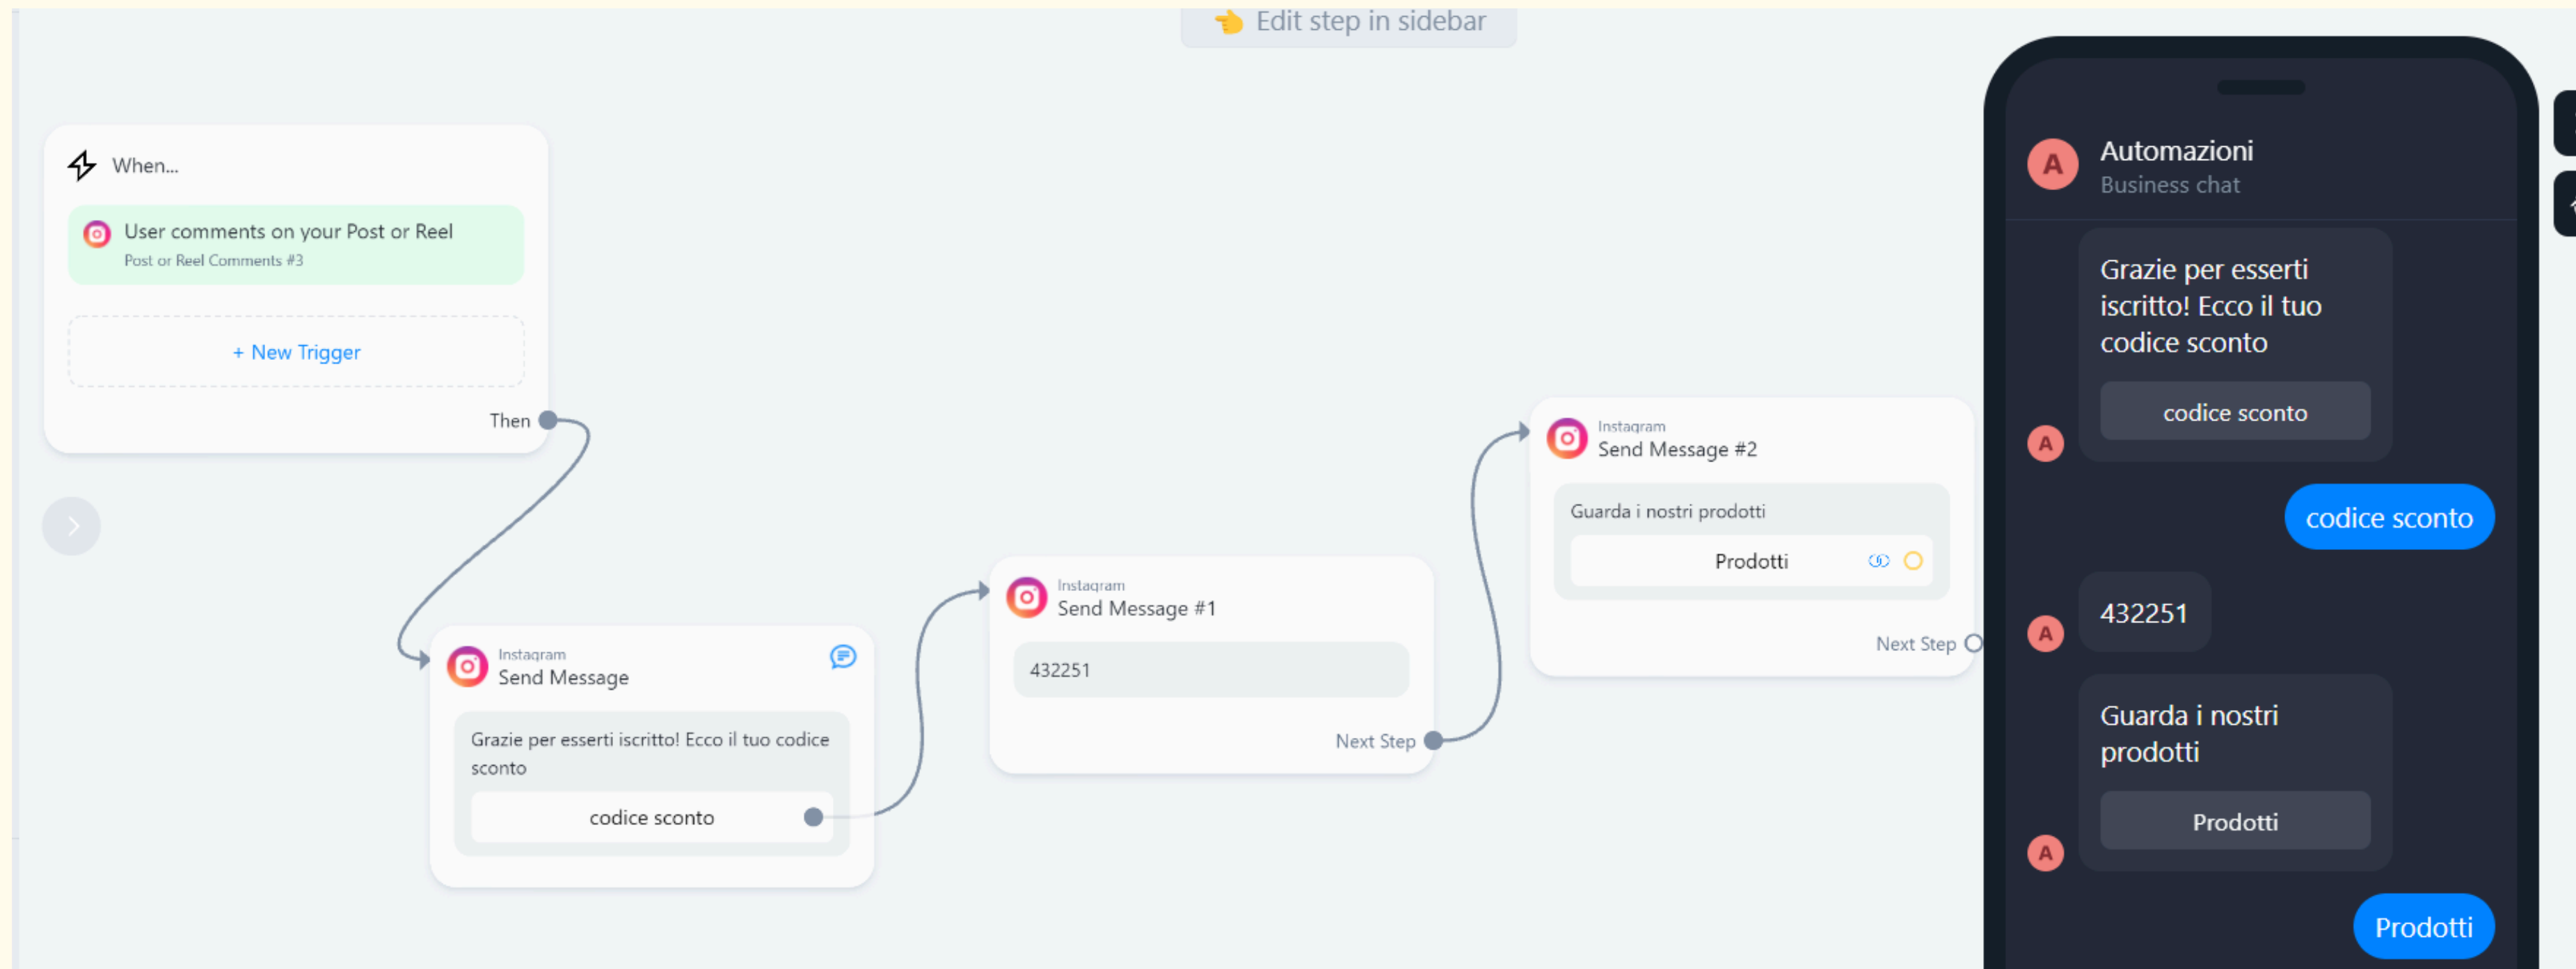 Edit step in sidebar
When...
User comments on your Post or Reel
Post or Reel Comments #3
+ New Trigger
Then
Instagram
Send Message
Grazie per esserti iscritto! Ecco il tuo codice
sconto
codice sconto
Instagram
Send Message #1
432251
Next Step
Instagram
Send Message #2
Guarda i nostri prodotti
Prodotti
Next Step
A
Automazioni
Business chat
Grazie per esserti
iscritto! Ecco il tuo
codice sconto
codice sconto
A
codice sconto
432251
A
Guarda i nostri
prodotti
Prodotti
A
Prodotti